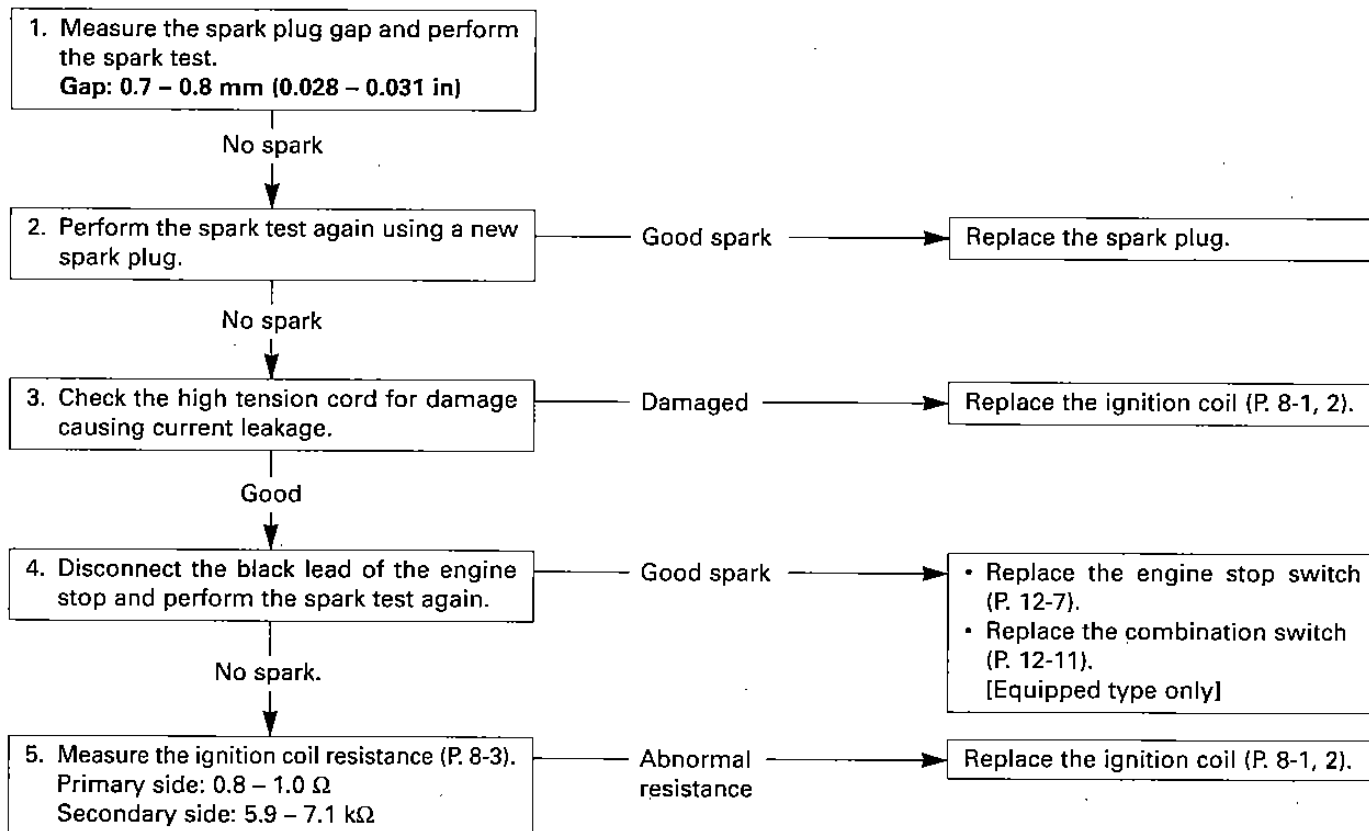 1. Measure the spark plug gap and perform
the spark test.
Gap: 0.7 – 0.8 mm (0.028 – 0.031 in)
No spark
2. Perform the spark test again using a new
spark plug.
Good spark
Replace the spark plug.
No spark
3. Check the high tension cord for damage
causing current leakage.
Damaged
Replace the ignition coil (P. 8-1, 2).
Good
4. Disconnect the black lead of the engine
stop and perform the spark test again.
Good spark
• Replace the engine stop switch
(P. 12-7).
• Replace the combination switch
(P. 12-11).
[Equipped type only]
No spark.
5. Measure the ignition coil resistance (P. 8-3).
Primary side: 0.8 – 1.0 Ω
Secondary side: 5.9 – 7.1 kΩ
Abnormal
resistance
Replace the ignition coil (P. 8-1, 2).